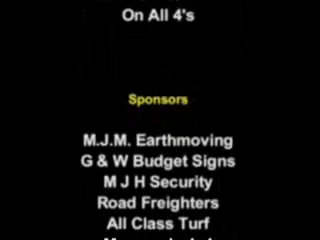 On All 4's
Sponsors
M.J.M. Earthmoving
G & W Budget Signs
M J H Security
Road Freighters
All Class Turf